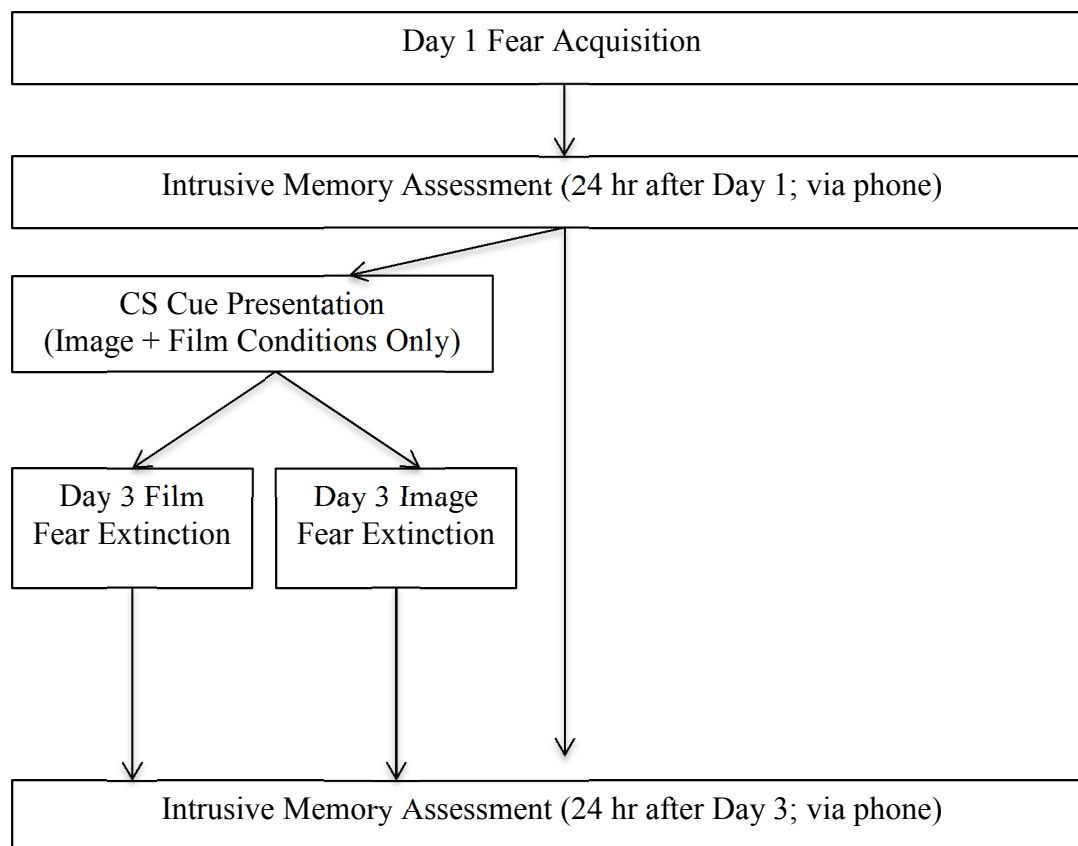 Day 1 Fear Acquisition
Intrusive Memory Assessment (24 hr after Day 1; via phone)
CS Cue Presentation
(Image + Film Conditions Only)
Day 3 Film
Fear Extinction
Day 3 Image
Fear Extinction
Intrusive Memory Assessment (24 hr after Day 3; via phone)